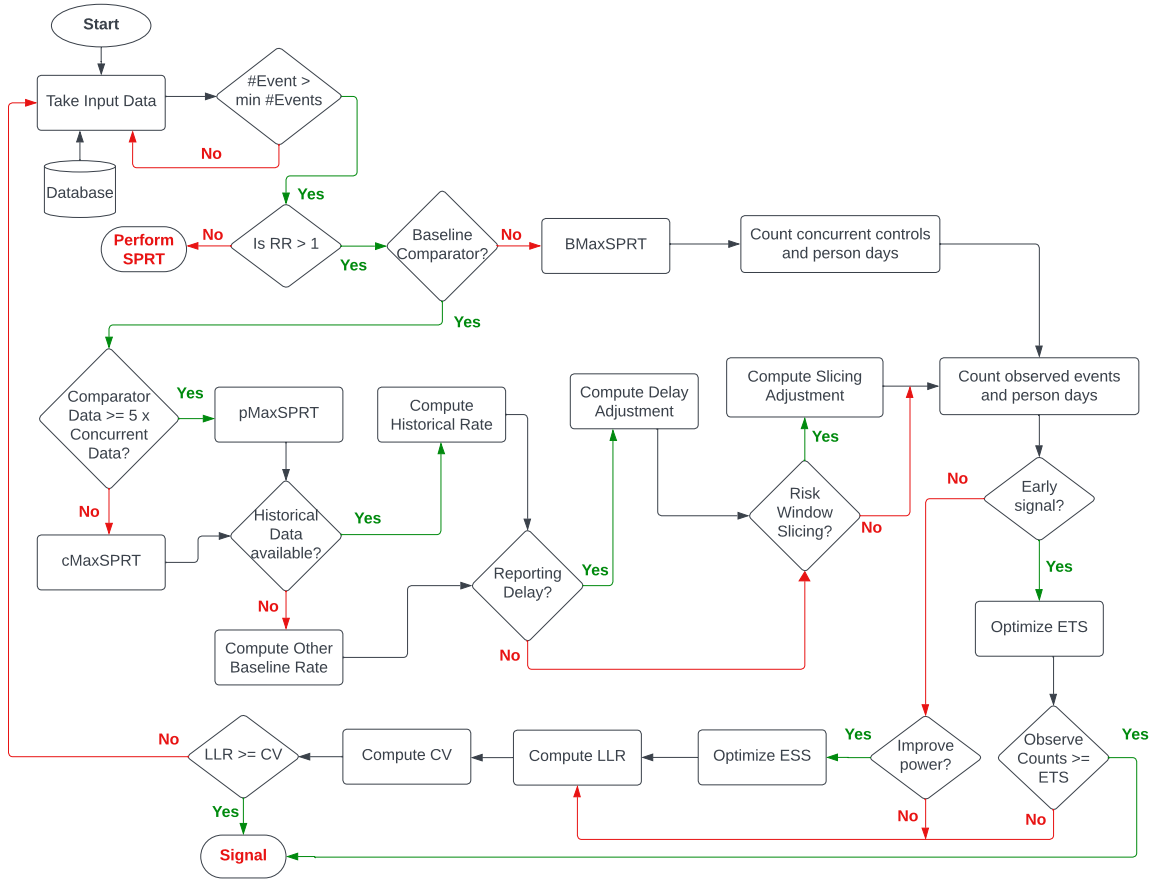 Start
Take Input Data
#Event >
min #Events
No
Database
Yes
Perform
SPRT
No
Is RR > 1
Yes
Baseline
Comparator?
No
BMaxSPRT
Count concurrent controls
and person days
Yes
Comparator
Data >= 5 x
Concurrent
Data?
Yes
pMaxSPRT
Compute
Historical Rate
Compute Delay
Adjustment
Compute Slicing
Adjustment
Count observed events
and person days
Yes
No
cMaxSPRT
Historical
Data
available?
Yes
No
Compute Other
Baseline Rate
Reporting
Delay?
Yes
No
Risk
Window
Slicing?
No
No
Early
signal?
Yes
Optimize ETS
No
LLR >= CV
Compute CV
Compute LLR
Optimize ESS
Yes
Improve
power?
Observe
Counts >=
ETS
Yes
Yes
No
No
Signal